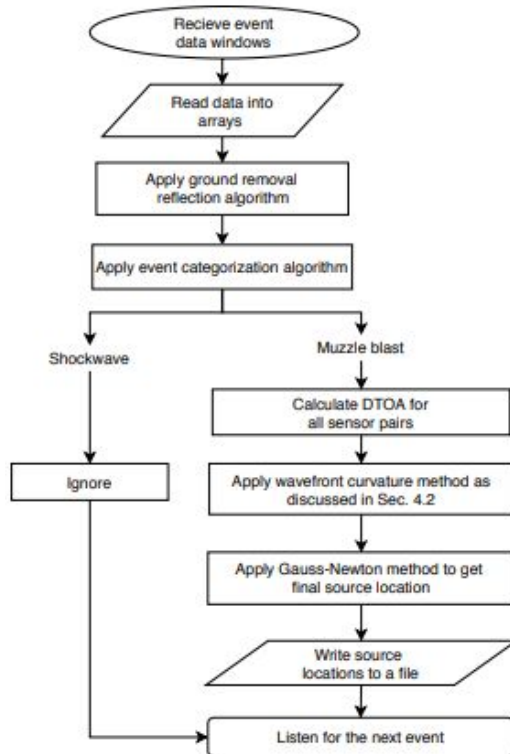 Recieve event
data windows
Read data into
arrays
Apply ground removal
reflection algorithm
Apply event categorization algorithm
Shockwave
Muzzle blast
Calculate DTOA for
all sensor pairs
Ignore
Apply wavefront curvature method as
discussed in Sec. 4.2
Apply Gauss-Newton method to get
final source location
Write source
locations to a file
Listen for the next event